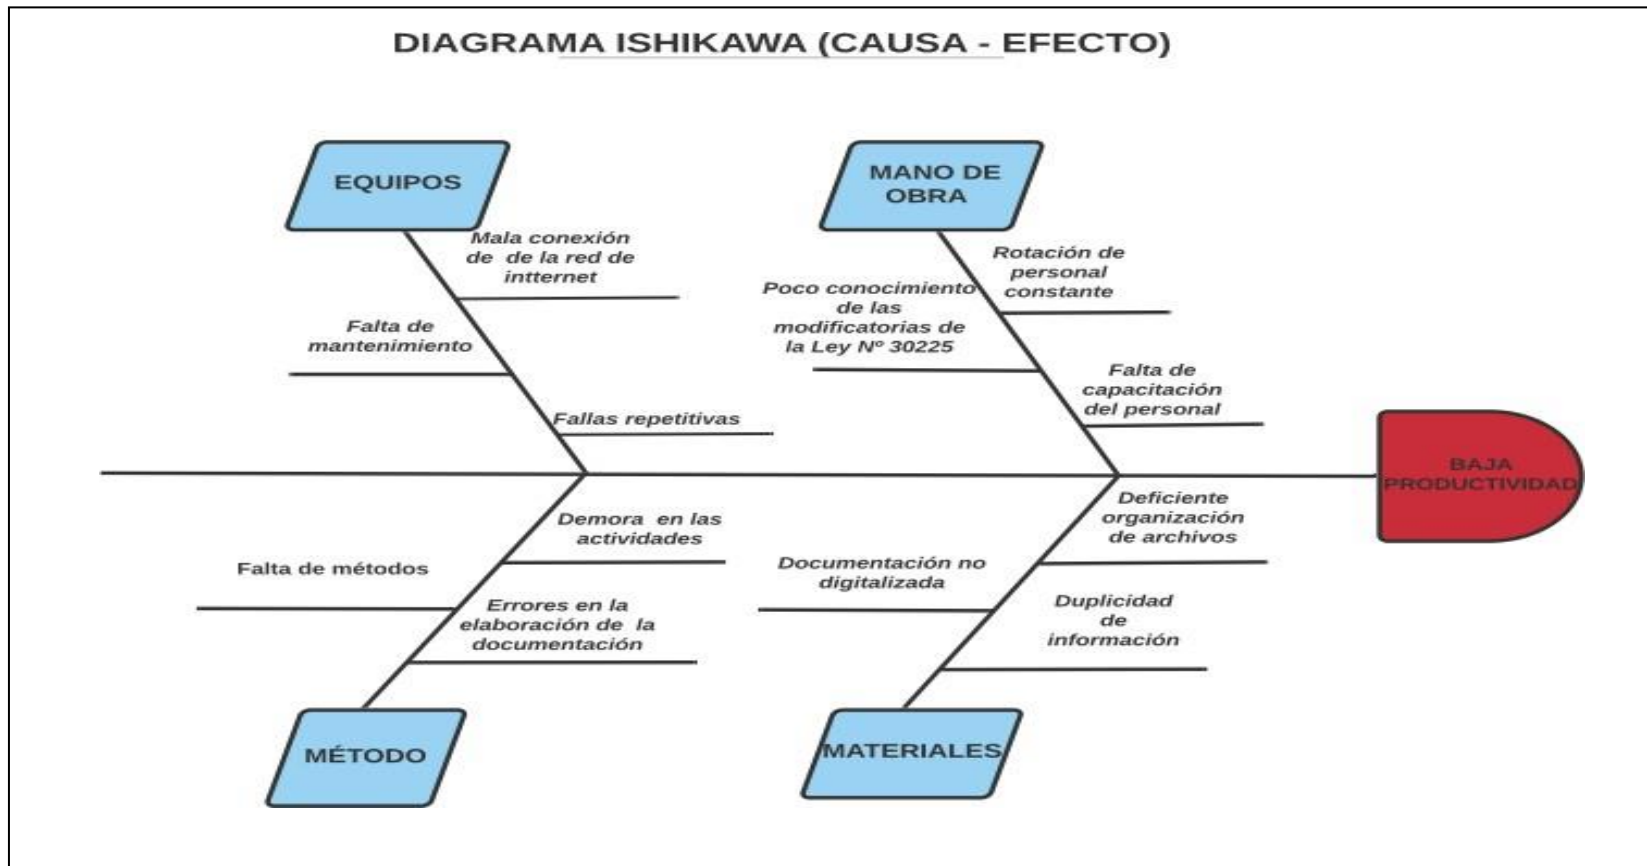 DIAGRAMA ISHIKAWA (CAUSA - EFECTO)
EQUIPOS
Mala conexión
de de la red de
intternet
Falta de
mantenimiento
Fallas repetitivas
MANO DE
OBRA
Rotación de
personal
constante
Poco conocimiento
de las
modificatorias de
la Ley Nº 30225
Falta de
capacitación
del personal
BAJA
PRODUCTIVIDAD
Demora en las
actividades
Falta de métodos
Errores en la
elaboración de la
documentación
MÉTODO
Deficiente
organización
de archivos
Documentación no
digitalizada
Duplicidad
de
información
MATERIALES